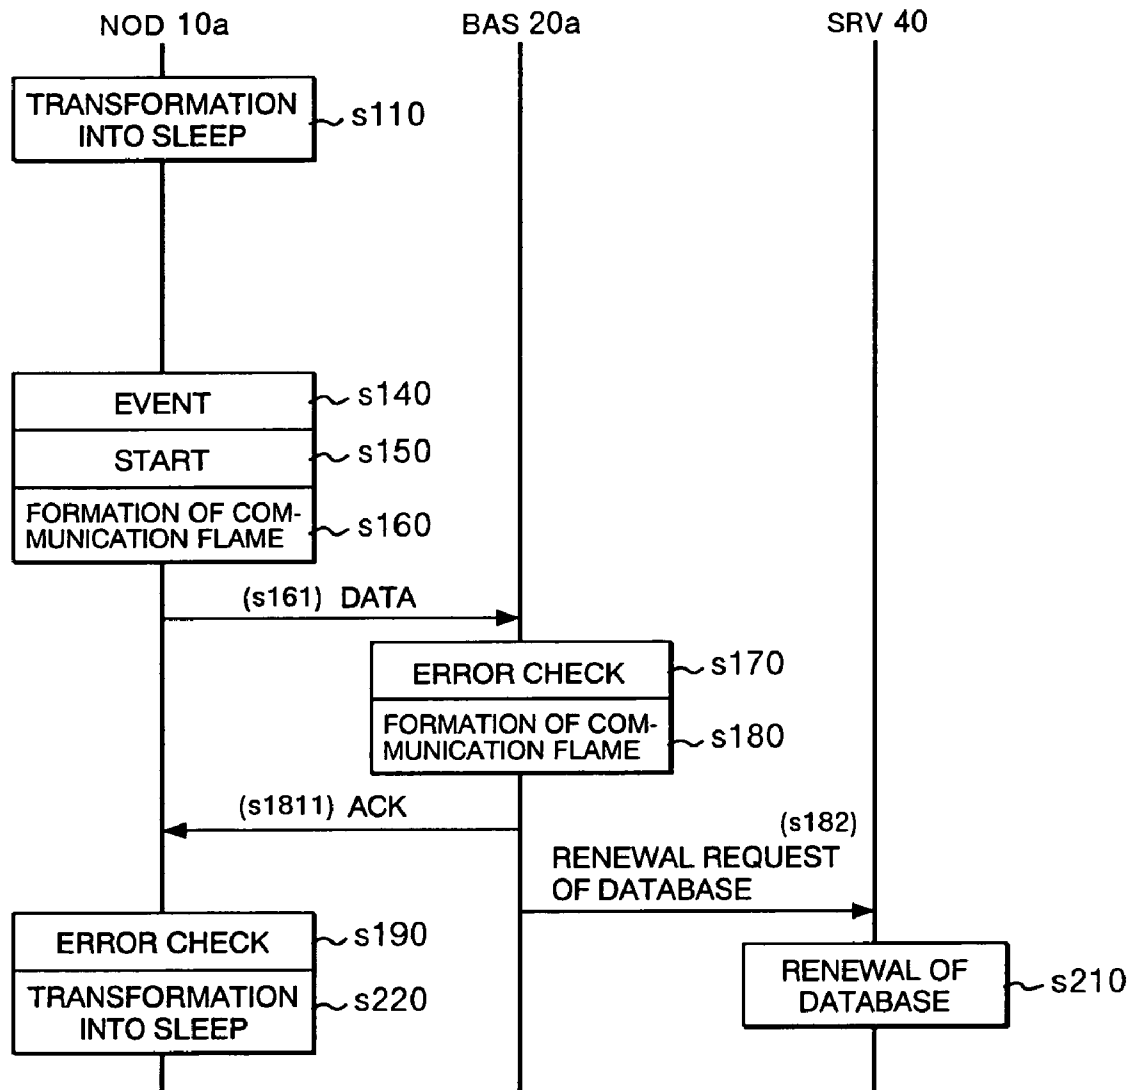 NOD 10a
BAS 20a
SRV 40
TRANSFORMATION
INTO SLEEP
s110
EVENT
s140
START
s150
FORMATION OF COM-
MUNICATION FLAME
s160
(s161) DATA
ERROR CHECK
s170
FORMATION OF COM-
MUNICATION FLAME
s180
(s1811) ACK
(s182)
RENEWAL REQUEST
OF DATABASE
ERROR CHECK
s190
TRANSFORMATION
INTO SLEEP
s220
RENEWAL OF
DATABASE
s210